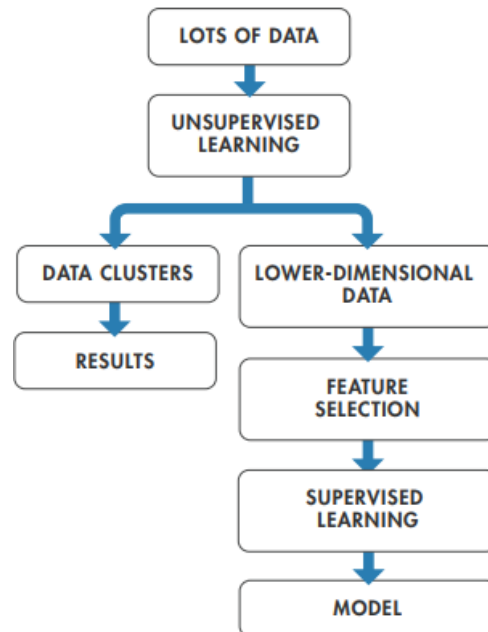 LOTS OF DATA
UNSUPERVISED
LEARNING
DATA CLUSTERS
LOWER-DIMENSIONAL
DATA
RESULTS
FEATURE
SELECTION
SUPERVISED
LEARNING
MODEL